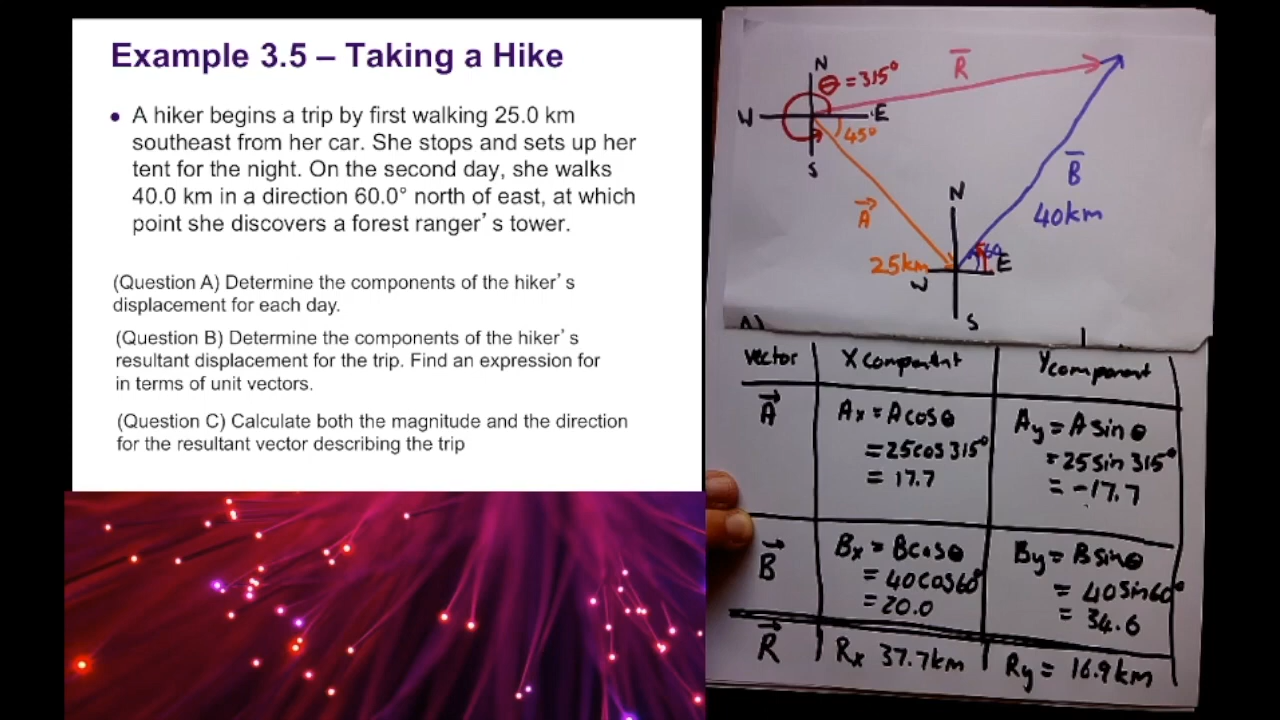 Example 3.5 – Taking a Hike
• A hiker begins a trip by first walking 25.0 km
southeast from her car. She stops and sets up her
tent for the night. On the second day, she walks
40.0 km in a direction 60.0° north of east, at which
point she discovers a forest ranger's tower.
(Question A) Determine the components of the hiker's
displacement for each day.
(Question B) Determine the components of the hiker's
resultant displacement for the trip. Find an expression for
in terms of unit vectors.
(Question C) Calculate both the magnitude and the direction
for the resultant vector describing the trip
N
θ = 315°
R
W
E
45°
S
A
B
40km
N
25km
60
E
W
S
vector X component Y component
A
Ax = A cos θ
= 25 cos 315°
= 17.7
Ay = A sin θ
= 25 sin 315°
= -17.7
B
Bx = B cos θ
= 40 cos 60°
= 20.0
By = B sin θ
= 40 sin 60°
= 34.6
R Rx 37.7km Ry = 16.9km